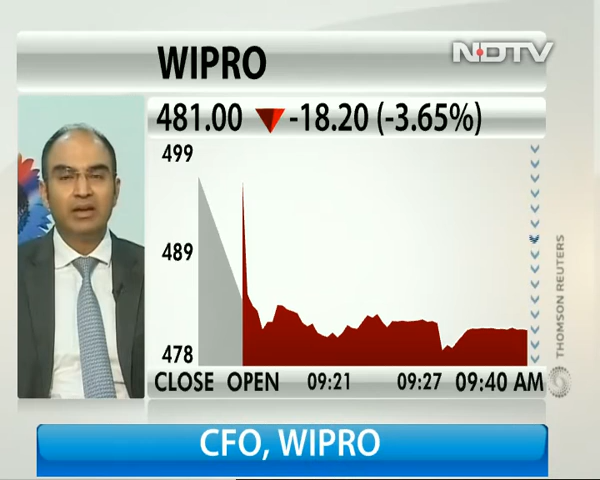 WIPRO
NDTV
481.00 -18.20 (-3.65%)
499
489
478
CLOSE OPEN 09:21 09:27 09:40 AM
THOMSON REUTERS
CFO, WIPRO